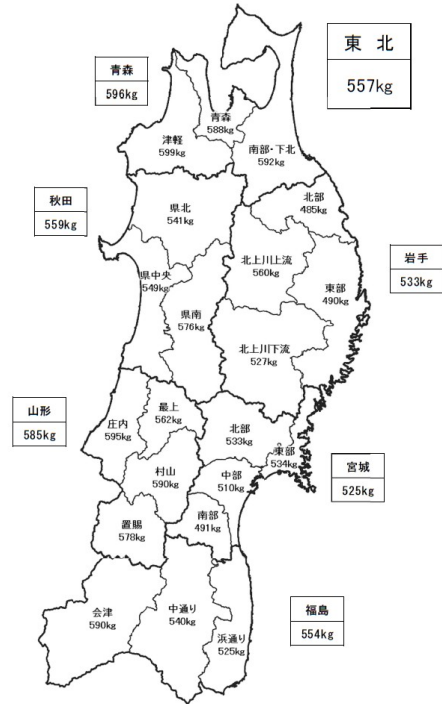 東 北
557kg
青森
596kg
青森
588kg
津軽
599kg
南部・下北
592kg
秋田
559kg
県北
541kg
北部
485kg
岩手
533kg
北上川上流
560kg
県中央
549kg
東部
490kg
県南
576kg
北上川下流
527kg
山形
585kg
庄内
595kg
最上
562kg
北部
533kg
東部
534kg
宮城
525kg
村山
590kg
中部
510kg
置賜
578kg
南部
491kg
会津
590kg
中通り
540kg
浜通り
525kg
福島
554kg